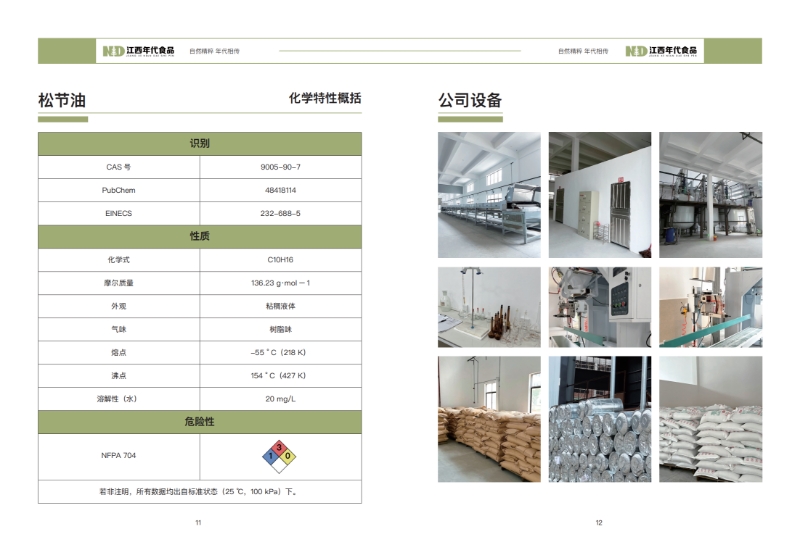 ND 江西年代食品
自然精粹 年代相传
自然精粹 年代相传
ND 江西年代食品
松节油
化学特性概括
识别
CAS 号 9005-90-7
PubChem 48418114
EINECS 232-688-5
性质
化学式 C10H16
摩尔质量 136.23 g·mol－1
外观 粘稠液体
气味 树脂味
熔点 -55 ° C（218 K）
沸点 154 ° C（427 K）
溶解性（水） 20 mg/L
危险性
NFPA 704
3
1 0
若非注明，所有数据均出自标准状态（25 ℃，100 kPa）下。
11
公司设备
12